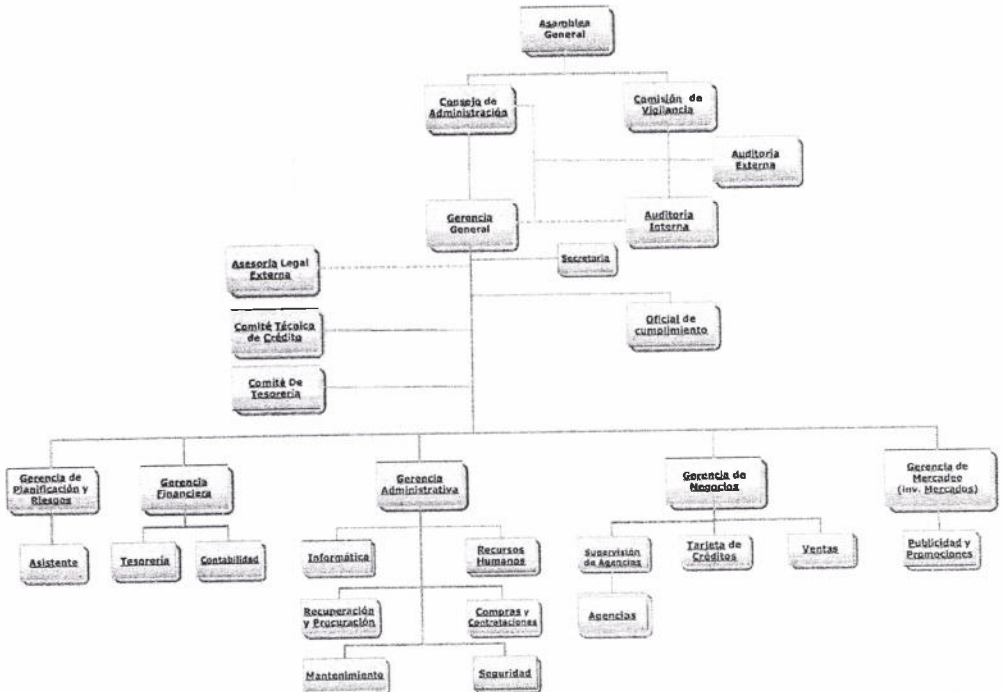 Asamblea
General
Consejo de
Administración
Comisión de
Vigilancia
Auditoría
Externa
Gerencia
General
Auditoría
Interna
Secretaria
Asesoría Legal
Externa
Oficial de
cumplimiento
Comité Técnico
de Crédito
Comité De
Tesorería
Gerencia de
Planificación y
Riesgos
Gerencia
Financiera
Gerencia
Administrativa
Gerencia de
Negocios
Gerencia de
Mercadeo
(inv. Mercados)
Asistente
Tesorería
Contabilidad
Informática
Recursos
Humanos
Supervisión
de Agencias
Tarjeta de
Créditos
Ventas
Publicidad y
Promociones
Recuperación
y Procuración
Compras y
Contrataciones
Agencias
Mantenimiento
Seguridad